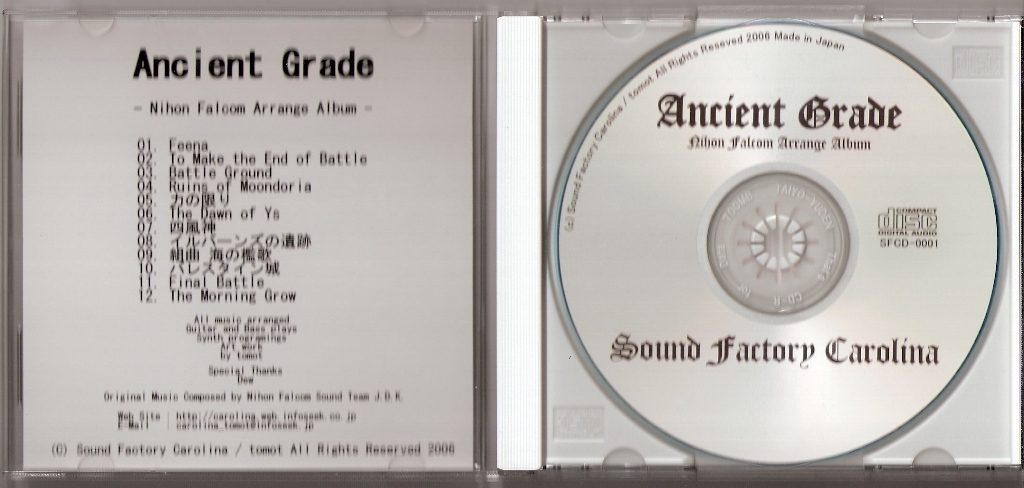 Ancient Grade
- Nihon Falcom Arrange Album -
01. Feena
02. To Make the End of Battle
03. Battle Ground
04. Ruins of Moondoria
05. 力の限り
06. The Dawn of Ys
07. 四風神
08. イルバーンズの遺跡
09. 組曲 海の檻歌
10. バレスタイン城
11. Final Battle
12. The Morning Grow
All music arranged
Guitar and Bass plays
Synth programings
Art work
by tomot
Special Thanks
Dew
Original Music Composed by Nihon Falcom Sound Team J.D.K.
Web Site : http://carolina.web.infoseek.co.jp
E-Mail : carolina_tomot@infoseek.jp
(C) Sound Factory Carolina / tomot All Rights Reserved 2006
(c) Sound Factory Carolina / tomot All Rights Reseved 2006 Made in Japan
Ancient Grade
Nihon Falcom Arrange Album
COMPACT
disc
DIGITAL AUDIO
SFCD-0001
TAIYO YUDEN
CD-R
Sound Factory Carolina